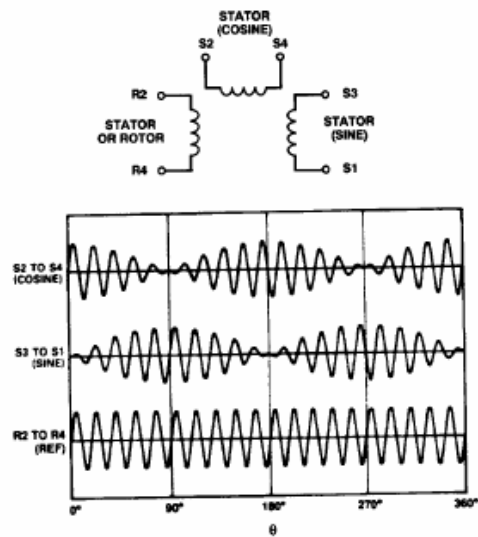 STATOR
(COSINE)
S2
S4
R2
S3
STATOR
OR ROTOR
STATOR
(SINE)
R4
S1
S2 TO S4
(COSINE)
S3 TO S1
(SINE)
R2 TO R4
(REF)
0°
90°
180°
270°
360°
θ